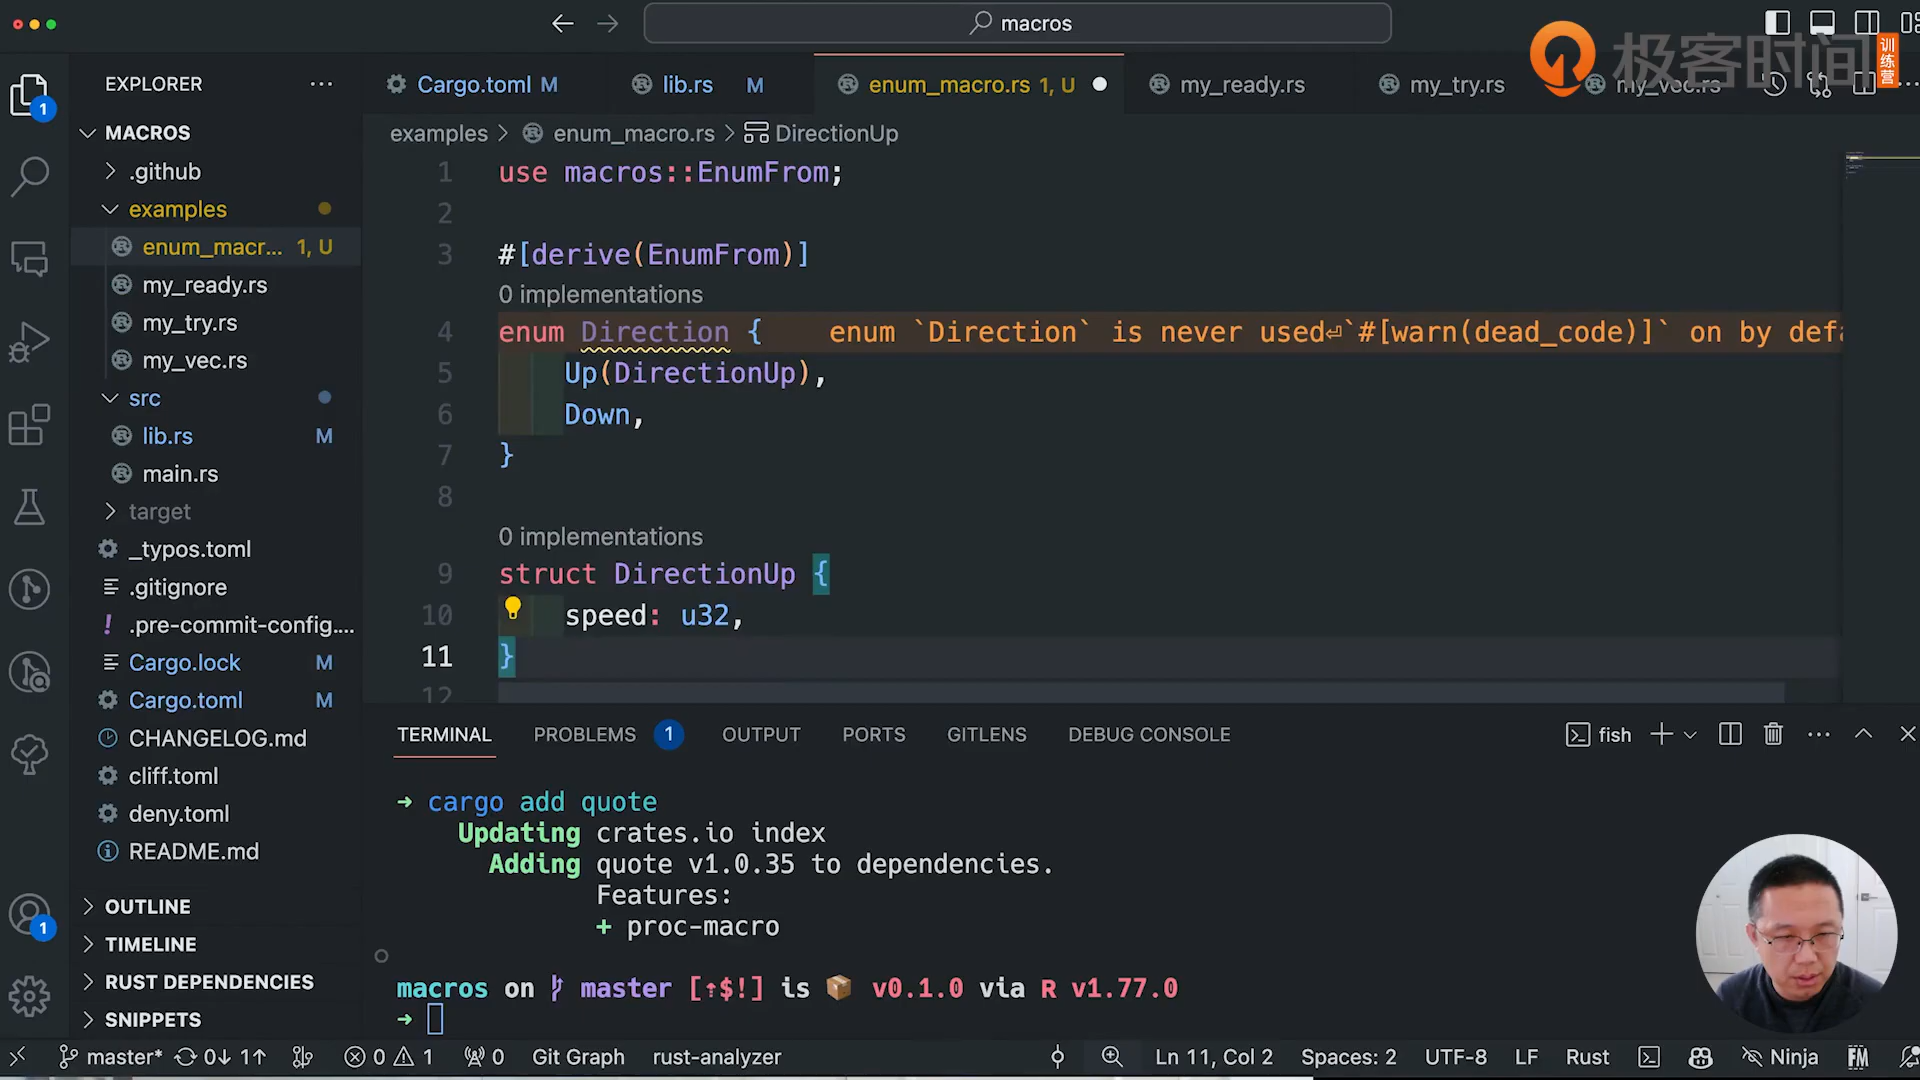 macros
极客时间 训练营
EXPLORER
MACROS
.github
examples
enum_macr... 1, U
my_ready.rs
my_try.rs
my_vec.rs
src
lib.rs M
main.rs
target
_typos.toml
.gitignore
.pre-commit-config....
Cargo.lock M
Cargo.toml M
CHANGELOG.md
cliff.toml
deny.toml
README.md
OUTLINE
TIMELINE
RUST DEPENDENCIES
SNIPPETS
1
1
Cargo.toml M lib.rs M enum_macro.rs 1, U my_ready.rs my_try.rs my_vec.rs
examples > enum_macro.rs > DirectionUp
1 use macros::EnumFrom;
2
3 #[derive(EnumFrom)]
0 implementations
4 enum Direction { enum `Direction` is never used⏎`#[warn(dead_code)]` on by defa
5 Up(DirectionUp),
6 Down,
7 }
8
0 implementations
9 struct DirectionUp {
10 speed: u32,
11 }
12
TERMINAL PROBLEMS 1 OUTPUT PORTS GITLENS DEBUG CONSOLE fish
➜ cargo add quote
Updating crates.io index
Adding quote v1.0.35 to dependencies.
Features:
+ proc-macro
macros on master [⇡$!] is 📦 v0.1.0 via R v1.77.0
➜
master* 0↓ 1↑ 0 1 0 Git Graph rust-analyzer Ln 11, Col 2 Spaces: 2 UTF-8 LF Rust Ninja FM